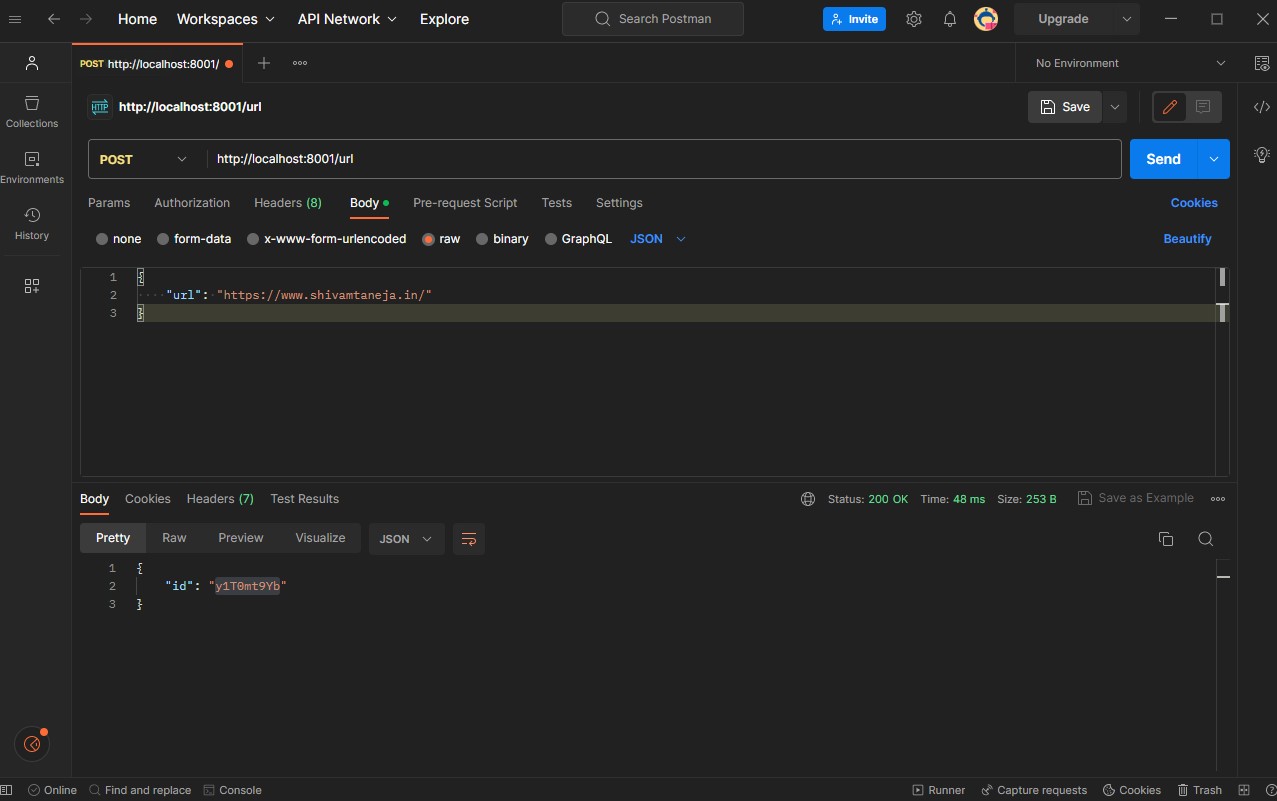 Home Workspaces API Network Explore Search Postman Invite Upgrade
POST http://localhost:8001/ No Environment
HTTP http://localhost:8001/url Save
Collections
Environments
History
POST http://localhost:8001/url Send
Params Authorization Headers (8) Body Pre-request Script Tests Settings Cookies
none form-data x-www-form-urlencoded raw binary GraphQL JSON Beautify
1 {
2 ····"url":·"https://www.shivamtaneja.in/"
3 }
Body Cookies Headers (7) Test Results Status: 200 OK Time: 48 ms Size: 253 B Save as Example
Pretty Raw Preview Visualize JSON
1 {
2 "id": "y1T0mt9Yb"
3 }
Online Find and replace Console Runner Capture requests Cookies Trash